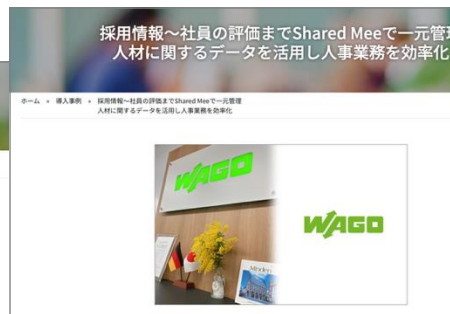 採用情報～社員の評価までShared Meeで一元管理
人材に関するデータを活用し人事業務を効率化
ホーム
導入事例
採用情報～社員の評価までShared Meeで一元管理
人材に関するデータを活用し人事業務を効率化
WAGO
WAGO
Minden